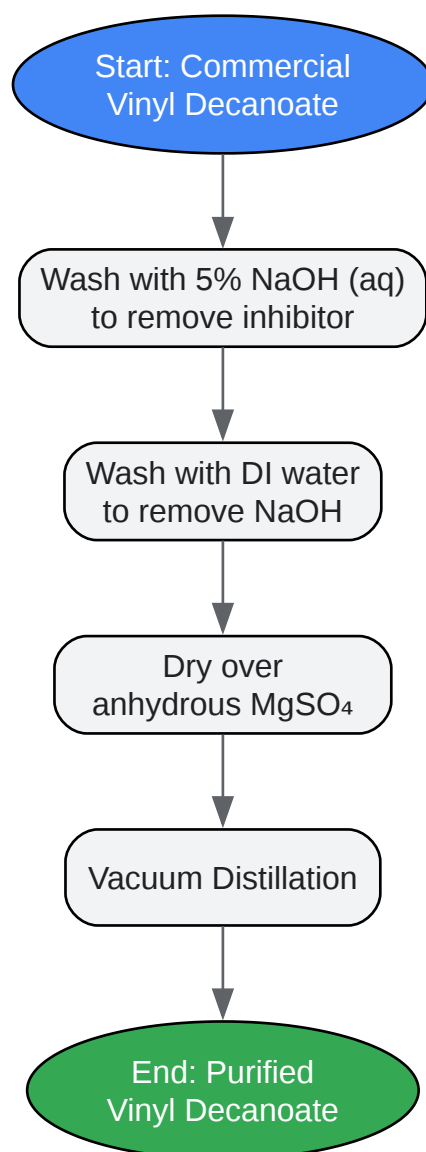 Start: Commercial
Vinyl Decanoate
Wash with 5% NaOH (aq)
to remove inhibitor
Wash with DI water
to remove NaOH
Dry over
anhydrous MgSO₄
Vacuum Distillation
End: Purified
Vinyl Decanoate